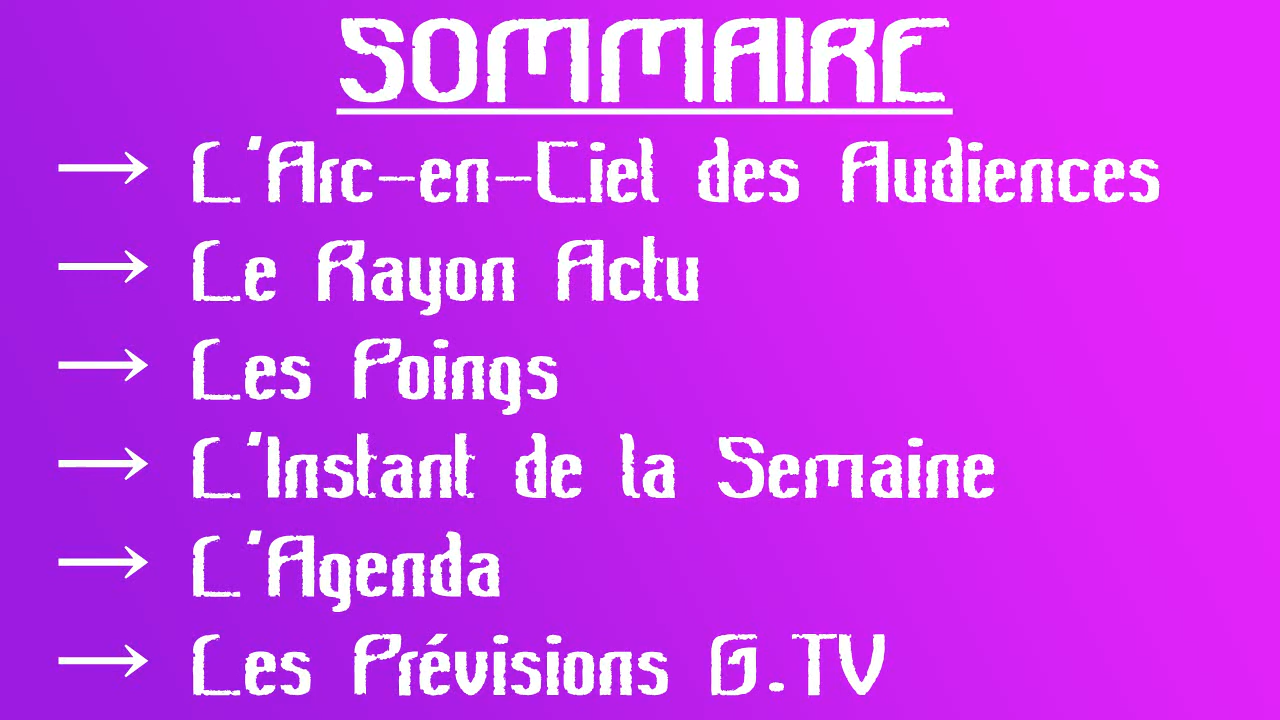 SOMMAIRE
→ L'Arc-en-Ciel des Audiences
→ Le Rayon Actu
→ Les Poings
→ L'Instant de la Semaine
→ L'Agenda
→ Les Prévisions G.TV